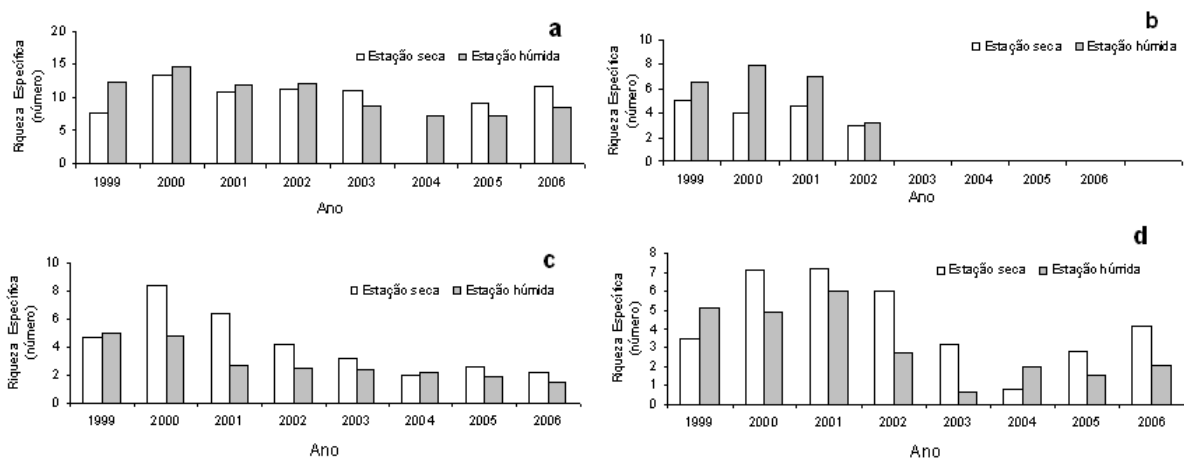 a
Riqueza Específica
(número)
20
15
10
5
0
Estação seca
Estação húmida
1999 2000 2001 2002 2003 2004 2005 2006
Ano
b
Riqueza Específica
(número)
10
8
6
4
2
0
Estação seca
Estação húmida
1999 2000 2001 2002 2003 2004 2005 2006
Ano
c
Riqueza Específica
(número)
10
8
6
4
2
0
Estação seca
Estação húmida
1999 2000 2001 2002 2003 2004 2005 2006
Ano
d
Riqueza Específica
(número)
8
7
6
5
4
3
2
1
0
Estação seca
Estação húmida
1999 2000 2001 2002 2003 2004 2005 2006
Ano